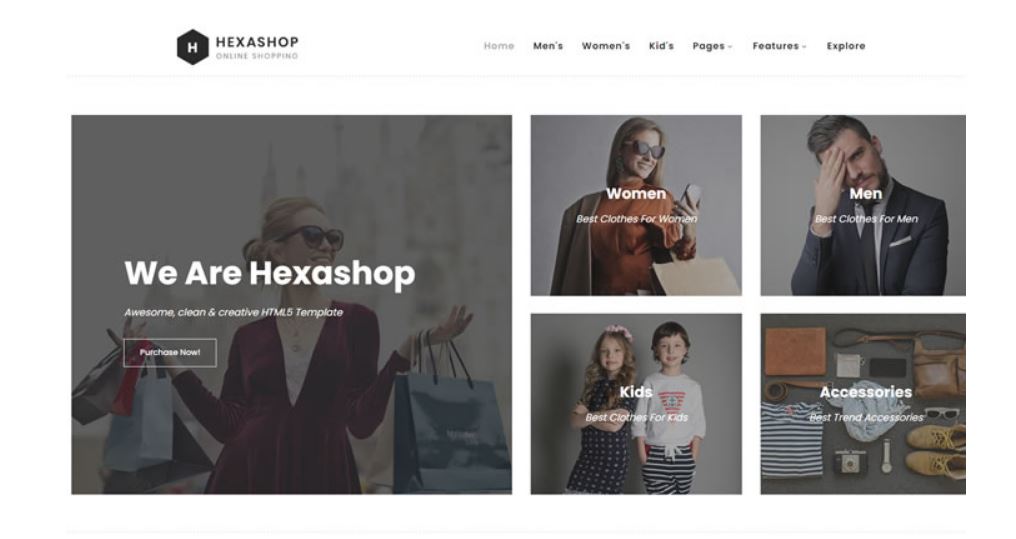 H
HEXASHOP
ONLINE SHOPPING
Home Men's Women's Kid's Pages Features Explore
We Are Hexashop
Awesome, clean & creative HTML5 Template
Purchase Now!
Women
Best Clothes For Women
Men
Best Clothes For Men
Kids
Best Clothes For Kids
Accessories
Best Trend Accessories